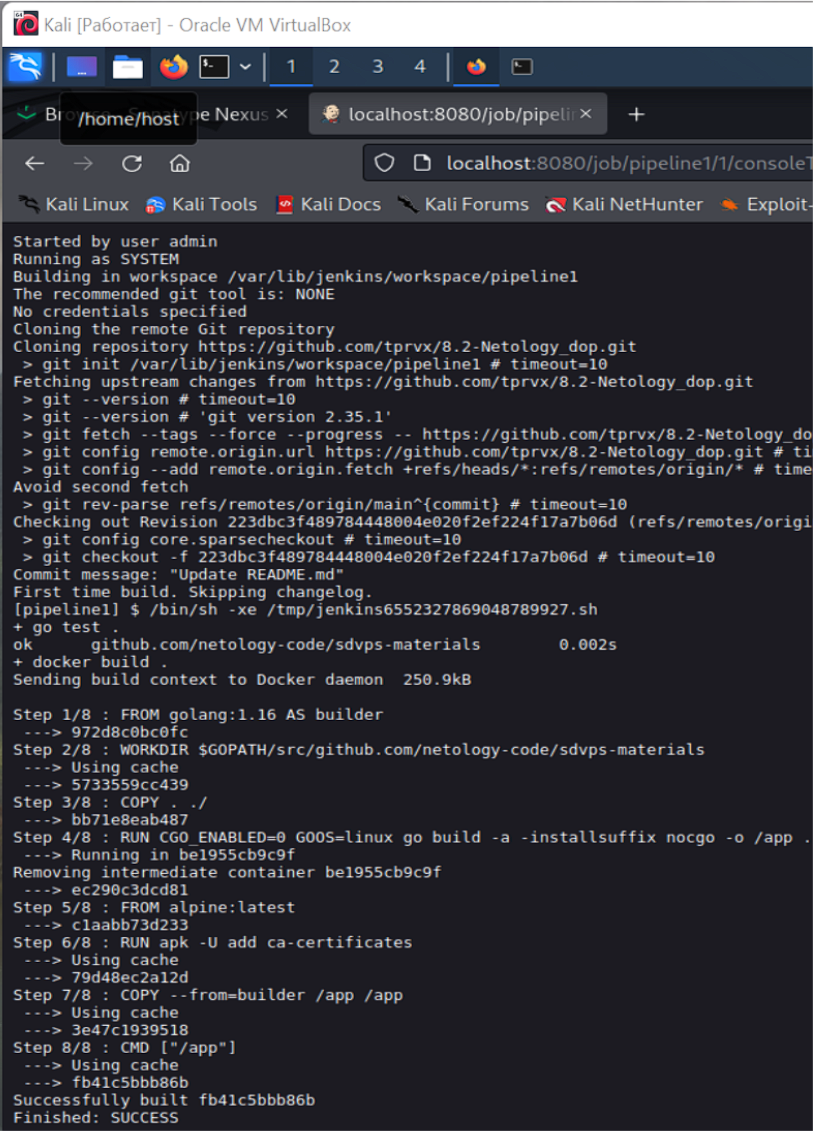 Kali [Работает] - Oracle VM VirtualBox
1 2 3 4
/home/host
Nexus
localhost:8080/job/pipeli
localhost:8080/job/pipeline1/1/console
Kali Linux Kali Tools Kali Docs Kali Forums Kali NetHunter Exploit-
Started by user admin
Running as SYSTEM
Building in workspace /var/lib/jenkins/workspace/pipeline1
The recommended git tool is: NONE
No credentials specified
Cloning the remote Git repository
Cloning repository https://github.com/tprvx/8.2-Netology_dop.git
 > git init /var/lib/jenkins/workspace/pipeline1 # timeout=10
Fetching upstream changes from https://github.com/tprvx/8.2-Netology_dop.git
 > git --version # timeout=10
 > git --version # 'git version 2.35.1'
 > git fetch --tags --force --progress -- https://github.com/tprvx/8.2-Netology_do
 > git config remote.origin.url https://github.com/tprvx/8.2-Netology_dop.git # ti
 > git config --add remote.origin.fetch +refs/heads/*:refs/remotes/origin/* # time
Avoid second fetch
 > git rev-parse refs/remotes/origin/main^{commit} # timeout=10
Checking out Revision 223dbc3f489784448004e020f2ef224f17a7b06d (refs/remotes/origi
 > git config core.sparsecheckout # timeout=10
 > git checkout -f 223dbc3f489784448004e020f2ef224f17a7b06d # timeout=10
Commit message: "Update README.md"
First time build. Skipping changelog.
[pipeline1] $ /bin/sh -xe /tmp/jenkins6552327869048789927.sh
+ go test .
ok github.com/netology-code/sdvps-materials 0.002s
+ docker build .
Sending build context to Docker daemon 250.9kB
Step 1/8 : FROM golang:1.16 AS builder
 ---> 972d8c0bc0fc
Step 2/8 : WORKDIR $GOPATH/src/github.com/netology-code/sdvps-materials
 ---> Using cache
 ---> 5733559cc439
Step 3/8 : COPY . ./
 ---> bb71e8eab487
Step 4/8 : RUN CGO_ENABLED=0 GOOS=linux go build -a -installsuffix nocgo -o /app .
 ---> Running in be1955cb9c9f
Removing intermediate container be1955cb9c9f
 ---> ec290c3dcd81
Step 5/8 : FROM alpine:latest
 ---> c1aabb73d233
Step 6/8 : RUN apk -U add ca-certificates
 ---> Using cache
 ---> 79d48ec2a12d
Step 7/8 : COPY --from=builder /app /app
 ---> Using cache
 ---> 3e47c1939518
Step 8/8 : CMD ["/app"]
 ---> Using cache
 ---> fb41c5bbb86b
Successfully built fb41c5bbb86b
Finished: SUCCESS